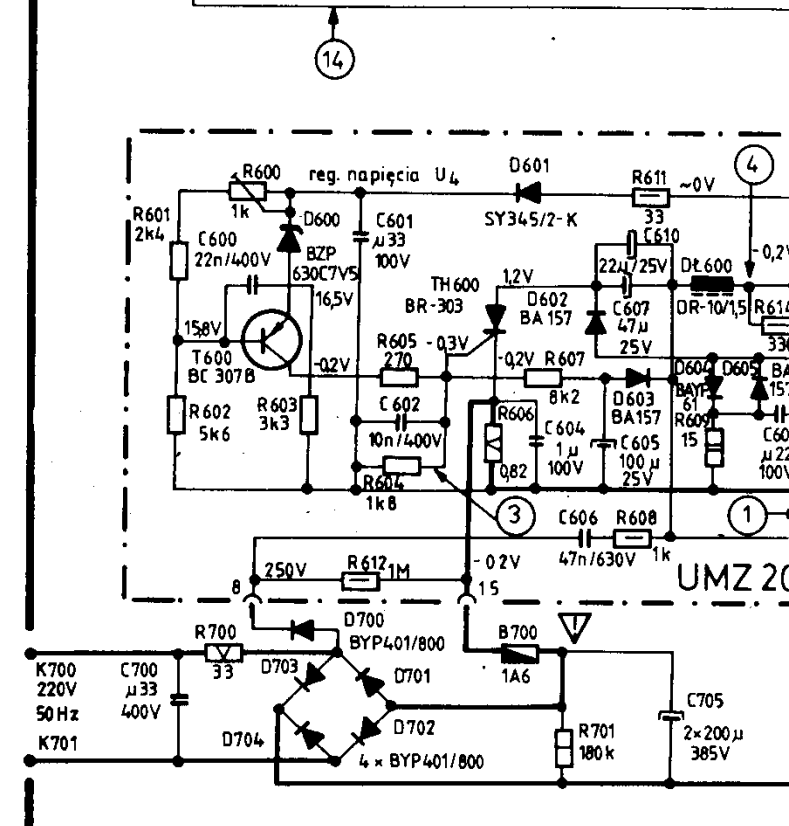 14
R600
1k
reg. napięcia U4
D601
SY345/2-K
R611
33
~0V
4
R601
2k4
C600
22n/400V
D600
BZP
630C7V5
16,5V
C601
µ33
100V
C610
22µ/25V
-0,2V
TH600
BR-303
1,2V
D602
BA157
C607
47µ
25V
DŁ600
DR-10/1,5
R614
330
15,8V
T600
BC 307B
-0,2V
R605
270
-0,3V
-0,2V
R607
8k2
D603
BA157
D604
BAYP
61
D605
BA
157
R602
5k6
R603
3k3
C602
10n/400V
R604
1k8
R606
0,82
C604
1µ
100V
C605
100µ
25V
R609
15
C60
µ22
100V
3
1
C606
47n/630V
R608
1k
250V
R612
1M
-02V
8
15
UMZ 20
R700
33
D700
BYP401/800
B700
1A6
K700
220V
50Hz
K701
C700
µ33
400V
D703
D701
D702
D704
4 × BYP401/800
R701
180k
C705
2×200µ
385V